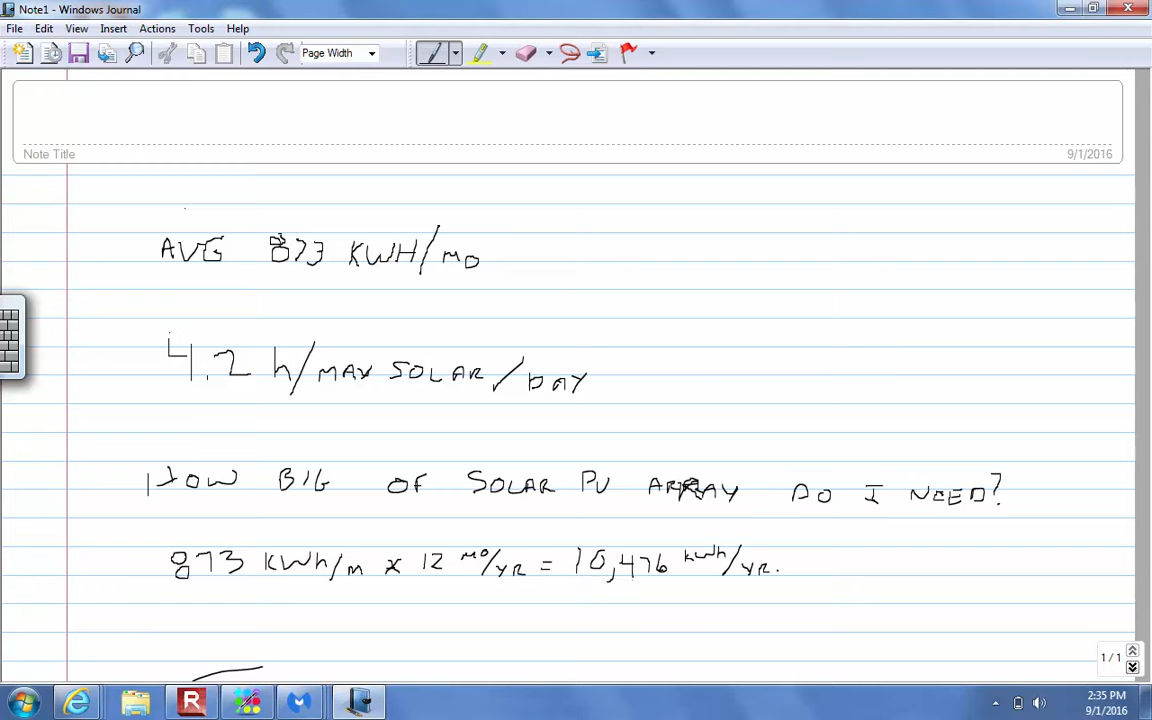 Note1 - Windows Journal
File Edit View Insert Actions Tools Help
Page Width
Note Title
9/1/2016
AVG 873 KWH/MO
4.2 h/MAX SOLAR/DAY
HOW BIG OF SOLAR PV ARRAY DO I NEED?
873 KWh/m x 12 MO/YR = 10,476 KWh/YR.
1/1
2:35 PM
9/1/2016